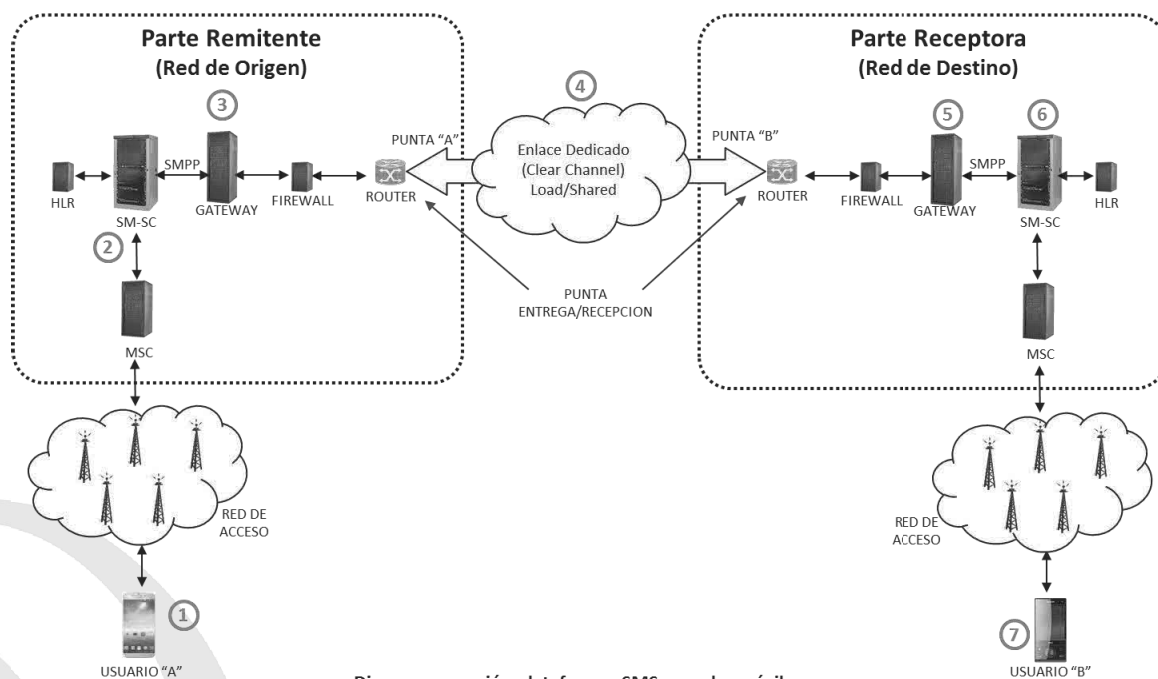 Parte Remitente
(Red de Origen)
Parte Receptora
(Red de Destino)
3
4
5
6
PUNTA "A"
PUNTA "B"
Enlace Dedicado
(Clear Channel)
Load/Shared
HLR
SM-SC
SMPP
GATEWAY
FIREWALL
ROUTER
ROUTER
FIREWALL
GATEWAY
SMPP
SM-SC
HLR
2
PUNTA
ENTREGA/RECEPCION
MSC
MSC
RED DE
ACCESO
RED DE
ACCESO
1
7
USUARIO "A"
USUARIO "B"